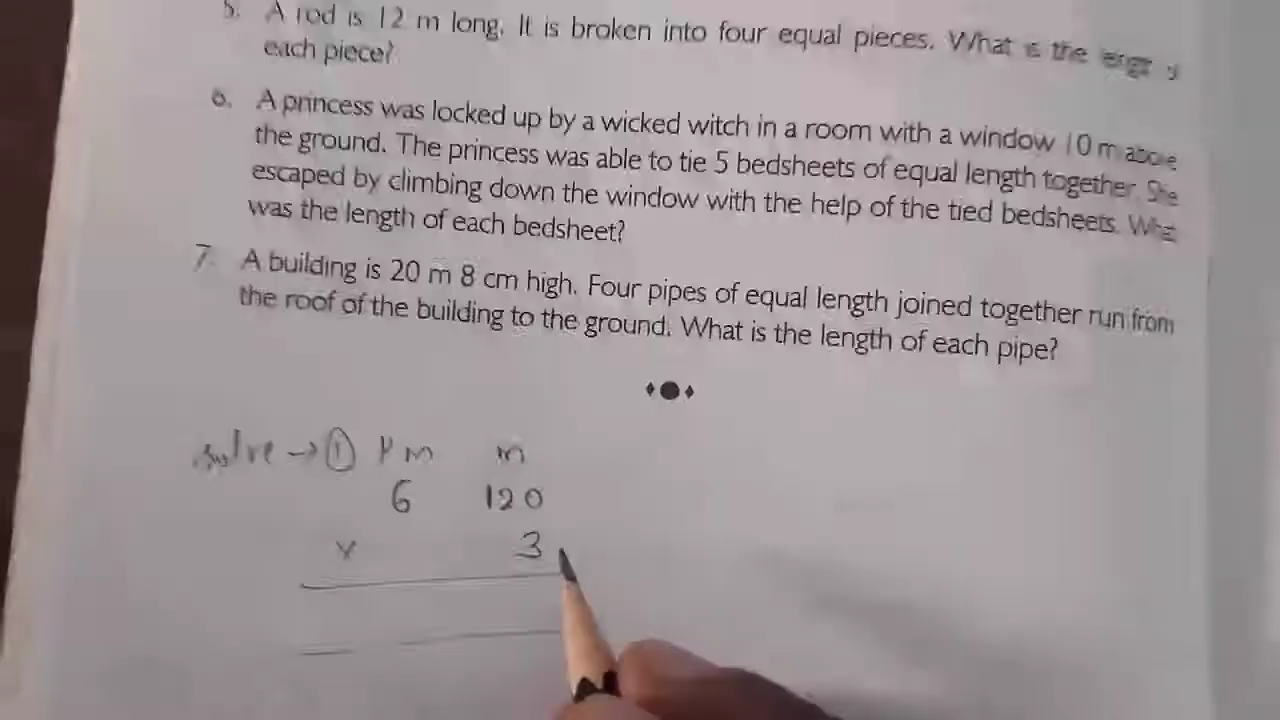 5. A rod is 12 m long. It is broken into four equal pieces. What is the
each piece?
6. A princess was locked up by a wicked witch in a room with a window 10 m above
the ground. The princess was able to tie 5 bedsheets of equal length together. She
escaped by climbing down the window with the help of the tied bedsheets. What
was the length of each bedsheet?
7. A building is 20 m 8 cm high. Four pipes of equal length joined together run from
the roof of the building to the ground. What is the length of each pipe?
solve → ① km m
6 120
x 3